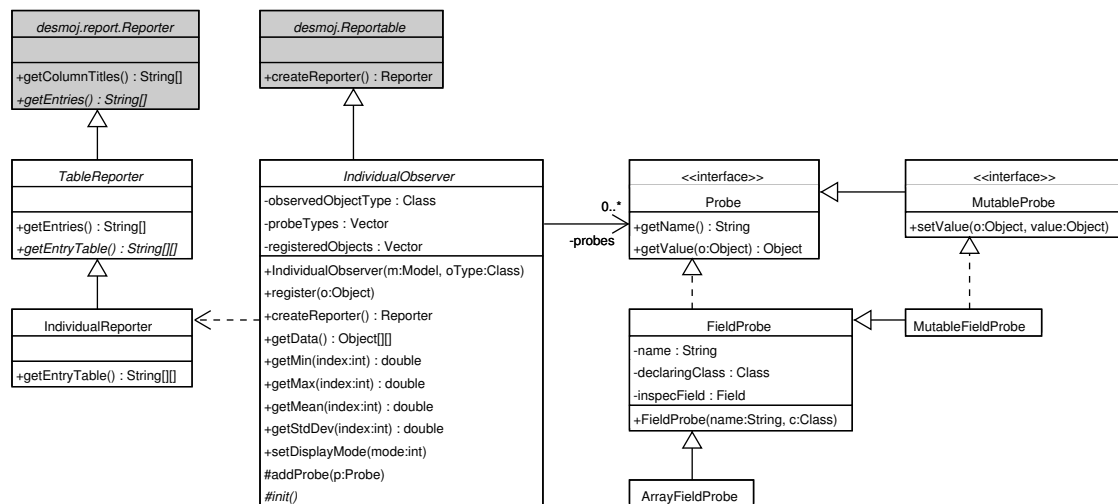 desmoj.report.Reporter
+getColumnTitles() : String[]
+getEntries() : String[]
desmoj.Reportable
+createReporter() : Reporter
TableReporter
+getEntries() : String[]
+getEntryTable() : String[][]
IndividualReporter
+getEntryTable() : String[][]
IndividualObserver
-observedObjectType : Class
-probeTypes : Vector
-registeredObjects : Vector
+IndividualObserver(m:Model, oType:Class)
+register(o:Object)
+createReporter() : Reporter
+getData() : Object[][]
+getMin(index:int) : double
+getMax(index:int) : double
+getMean(index:int) : double
+getStdDev(index:int) : double
+setDisplayMode(mode:int)
#addProbe(p:Probe)
#init()
0..*
-probes
<<interface>>
Probe
+getName() : String
+getValue(o:Object) : Object
<<interface>>
MutableProbe
+setValue(o:Object, value:Object)
FieldProbe
-name : String
-declaringClass : Class
-inspecField : Field
+FieldProbe(name:String, c:Class)
MutableFieldProbe
ArrayFieldProbe